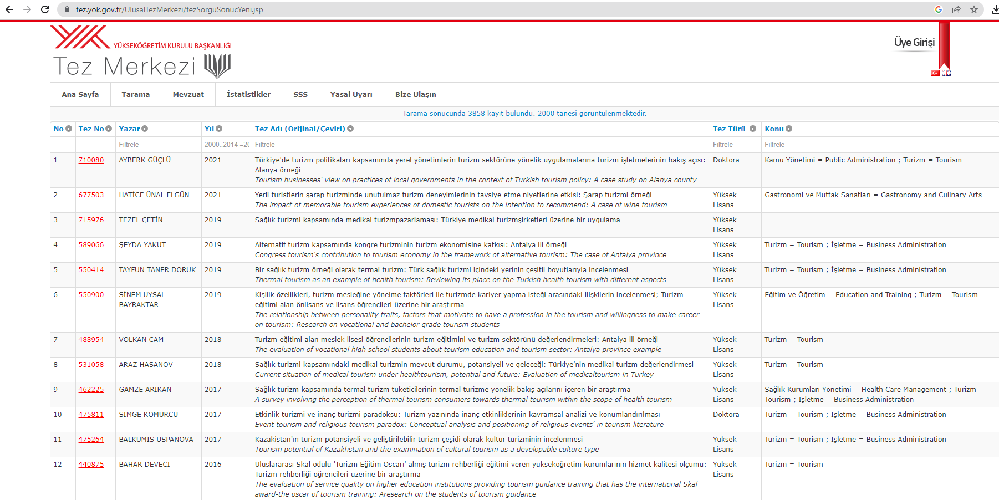 tez.yok.gov.tr/UlusalTezMerkezi/tezSorguSonucYeni.jsp
YÜKSEKÖĞRETİM KURULU BAŞKANLIĞI
Tez Merkezi
Üye Girişi
Ana Sayfa Tarama Mevzuat İstatistikler SSS Yasal Uyarı Bize Ulaşın
Tarama sonucunda 3858 kayıt bulundu. 2000 tanesi görüntülenmektedir.
No Tez No Yazar Yıl Tez Adı (Orijinal/Çeviri) Tez Türü Konu
Filtrele 2000..2014 =20 Filtrele Filtrele Filtrele
1 710080 AYBERK GÜÇLÜ 2021 Türkiye'de turizm politikaları kapsamında yerel yönetimlerin turizm sektörüne yönelik uygulamalarına turizm işletmelerinin bakış açısı: Doktora Kamu Yönetimi = Public Administration ; Turizm = Tourism
Alanya örneği
Tourism businesses' view on practices of local governments in the context of Turkish tourism policy: A case study on Alanya county
2 677503 HATİCE ÜNAL ELGÜN 2021 Yerli turistlerin şarap turizminde unutulmaz turizm deneyimlerinin tavsiye etme niyetlerine etkisi: Şarap turizmi örneği Yüksek Gastronomi ve Mutfak Sanatları = Gastronomy and Culinary Arts
The impact of memorable tourism experiences of domestic tourists on the intention to recommend: A case of wine tourism Lisans
3 715976 TEZEL ÇETİN 2019 Sağlık turizmi kapsamında medikal turizmpazarlaması: Türkiye medikal turizmşirketleri üzerine bir uygulama Yüksek
Lisans
4 589066 ŞEYDA YAKUT 2019 Alternatif turizm kapsamında kongre turizminin turizm ekonomisine katkısı: Antalya ili örneği Yüksek Turizm = Tourism ; İşletme = Business Administration
Congress tourism's contribution to tourism economy in the framework of alternative tourism: The case of Antalya province Lisans
5 550414 TAYFUN TANER DORUK 2019 Bir sağlık turizm örneği olarak termal turizm: Türk sağlık turizmi içindeki yerinin çeşitli boyutlarıyla incelenmesi Yüksek Turizm = Tourism ; İşletme = Business Administration
Thermal tourism as an example of health tourism: Reviewing its place on the Turkish health tourism with different aspects Lisans
6 550900 SİNEM UYSAL 2019 Kişilik özellikleri, turizm mesleğine yönelme faktörleri ile turizmde kariyer yapma isteği arasındaki ilişkilerin incelenmesi; Turizm Yüksek Eğitim ve Öğretim = Education and Training ; Turizm = Tourism
BAYRAKTAR eğitimi alan önlisans ve lisans öğrencileri üzerine bir araştırma Lisans
The relationship between personality traits, factors that motivate to have a profession in the tourism and willingness to make career
on tourism: Research on vocational and bachelor grade tourism students
7 488954 VOLKAN CAM 2018 Turizm eğitimi alan meslek lisesi öğrencilerinin turizm eğitimini ve turizm sektörünü değerlendirmeleri: Antalya ili örneği Yüksek Turizm = Tourism
The evaluation of vocational high school students about tourism education and tourism sector: Antalya province example Lisans
8 531058 ARAZ HASANOV 2018 Sağlık turizmi kapsamındaki medikal turizmin mevcut durumu, potansiyeli ve geleceği: Türkiye'nin medikal turizm değerlendirmesi Yüksek Turizm = Tourism
Current situation of medical tourism under healthtourism, potentıal and future: Evaluation of medicaltourism in Turkey Lisans
9 462225 GAMZE ARIKAN 2017 Sağlık turizm kapsamında termal turizm tüketicilerinin termal turizme yönelik bakış açılarını içeren bir araştırma Yüksek Sağlık Kurumları Yönetimi = Health Care Management ; Turizm =
A survey involving the perception of thermal tourism consumers towards thermal tourism within the scope of health tourism Lisans Tourism ; İşletme = Business Administration
10 475811 SİMGE KÖMÜRCÜ 2017 Etkinlik turizmi ve inanç turizmi paradoksu: Turizm yazınında inanç etkinliklerinin kavramsal analizi ve konumlandırılması Doktora Turizm = Tourism ; İşletme = Business Administration
Event tourism and religious tourism paradox: Conceptual analysis and positioning of religious events' in tourism literature
11 475264 BALKUMİS USPANOVA 2017 Kazakistan'ın turizm potansiyeli ve geliştirilebilir turizm çeşidi olarak kültür turizminin incelenmesi Yüksek Turizm = Tourism ; İşletme = Business Administration
Tourism potential of Kazakhstan and the examination of cultural tourism as a developable culture type Lisans
12 440875 BAHAR DEVECİ 2016 Uluslararası Skal ödülü 'Turizm Eğitim Oscarı' almış turizm rehberliği eğitimi veren yükseköğretim kurumlarının hizmet kalitesi ölçümü: Yüksek Turizm = Tourism
Turizm rehberliği öğrencileri üzerine bir araştırma Lisans
The evaluation of service quality on higher education institutions providing tourism guidance training that has the international Skal
award-the oscar of tourism training: Aresearch on the students of tourism guidance